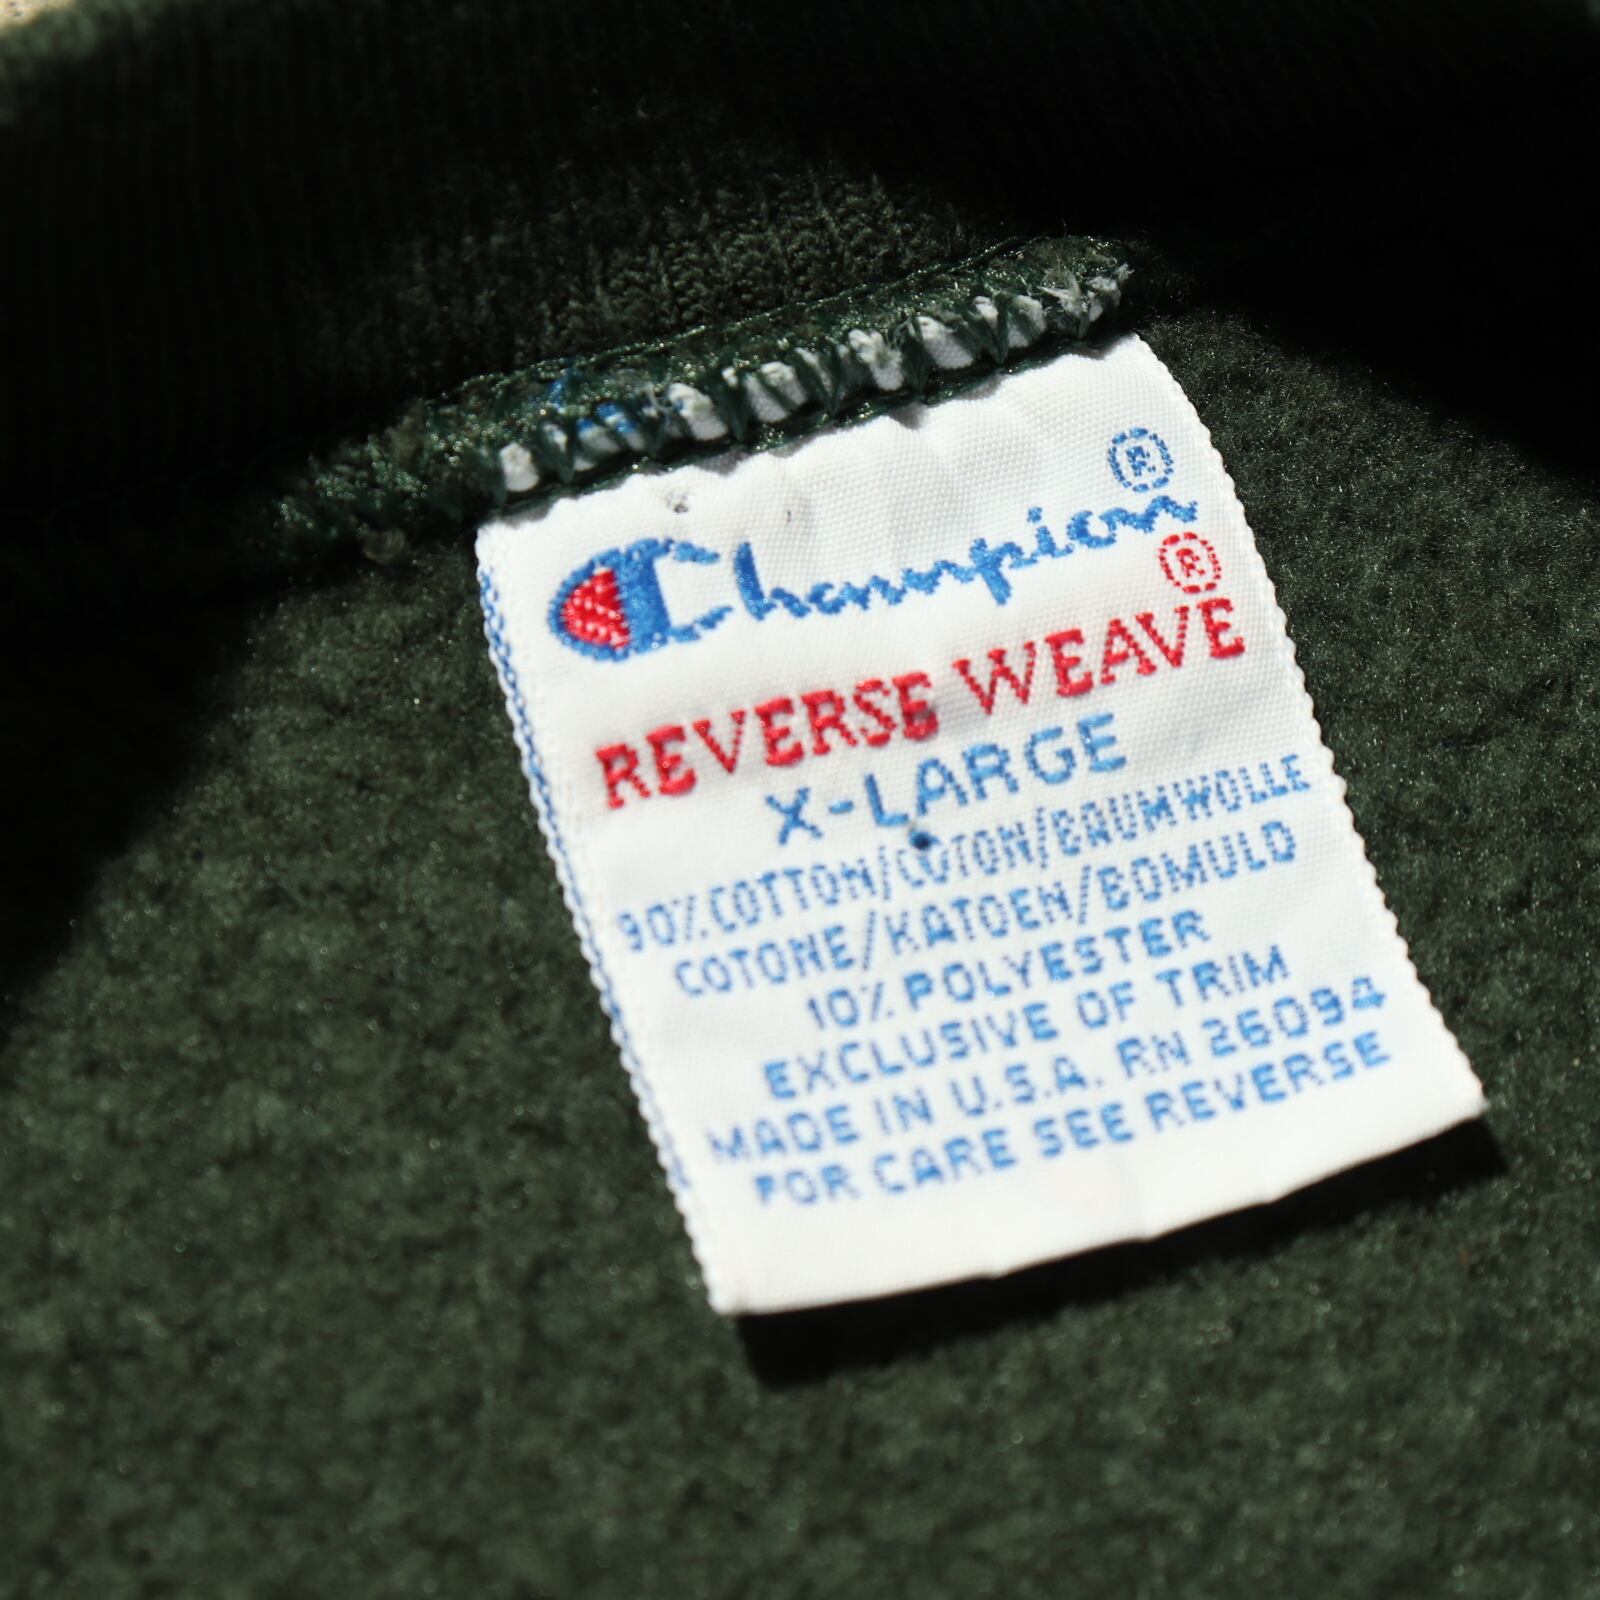 Champion®
REVERSE WEAVE®
X-LARGE
90% COTTON/COTON/BAUMWOLLE
COTONE/KATOEN/BOMULD
10% POLYESTER
EXCLUSIVE OF TRIM
MADE IN U.S.A. RN 26094
FOR CARE SEE REVERSE